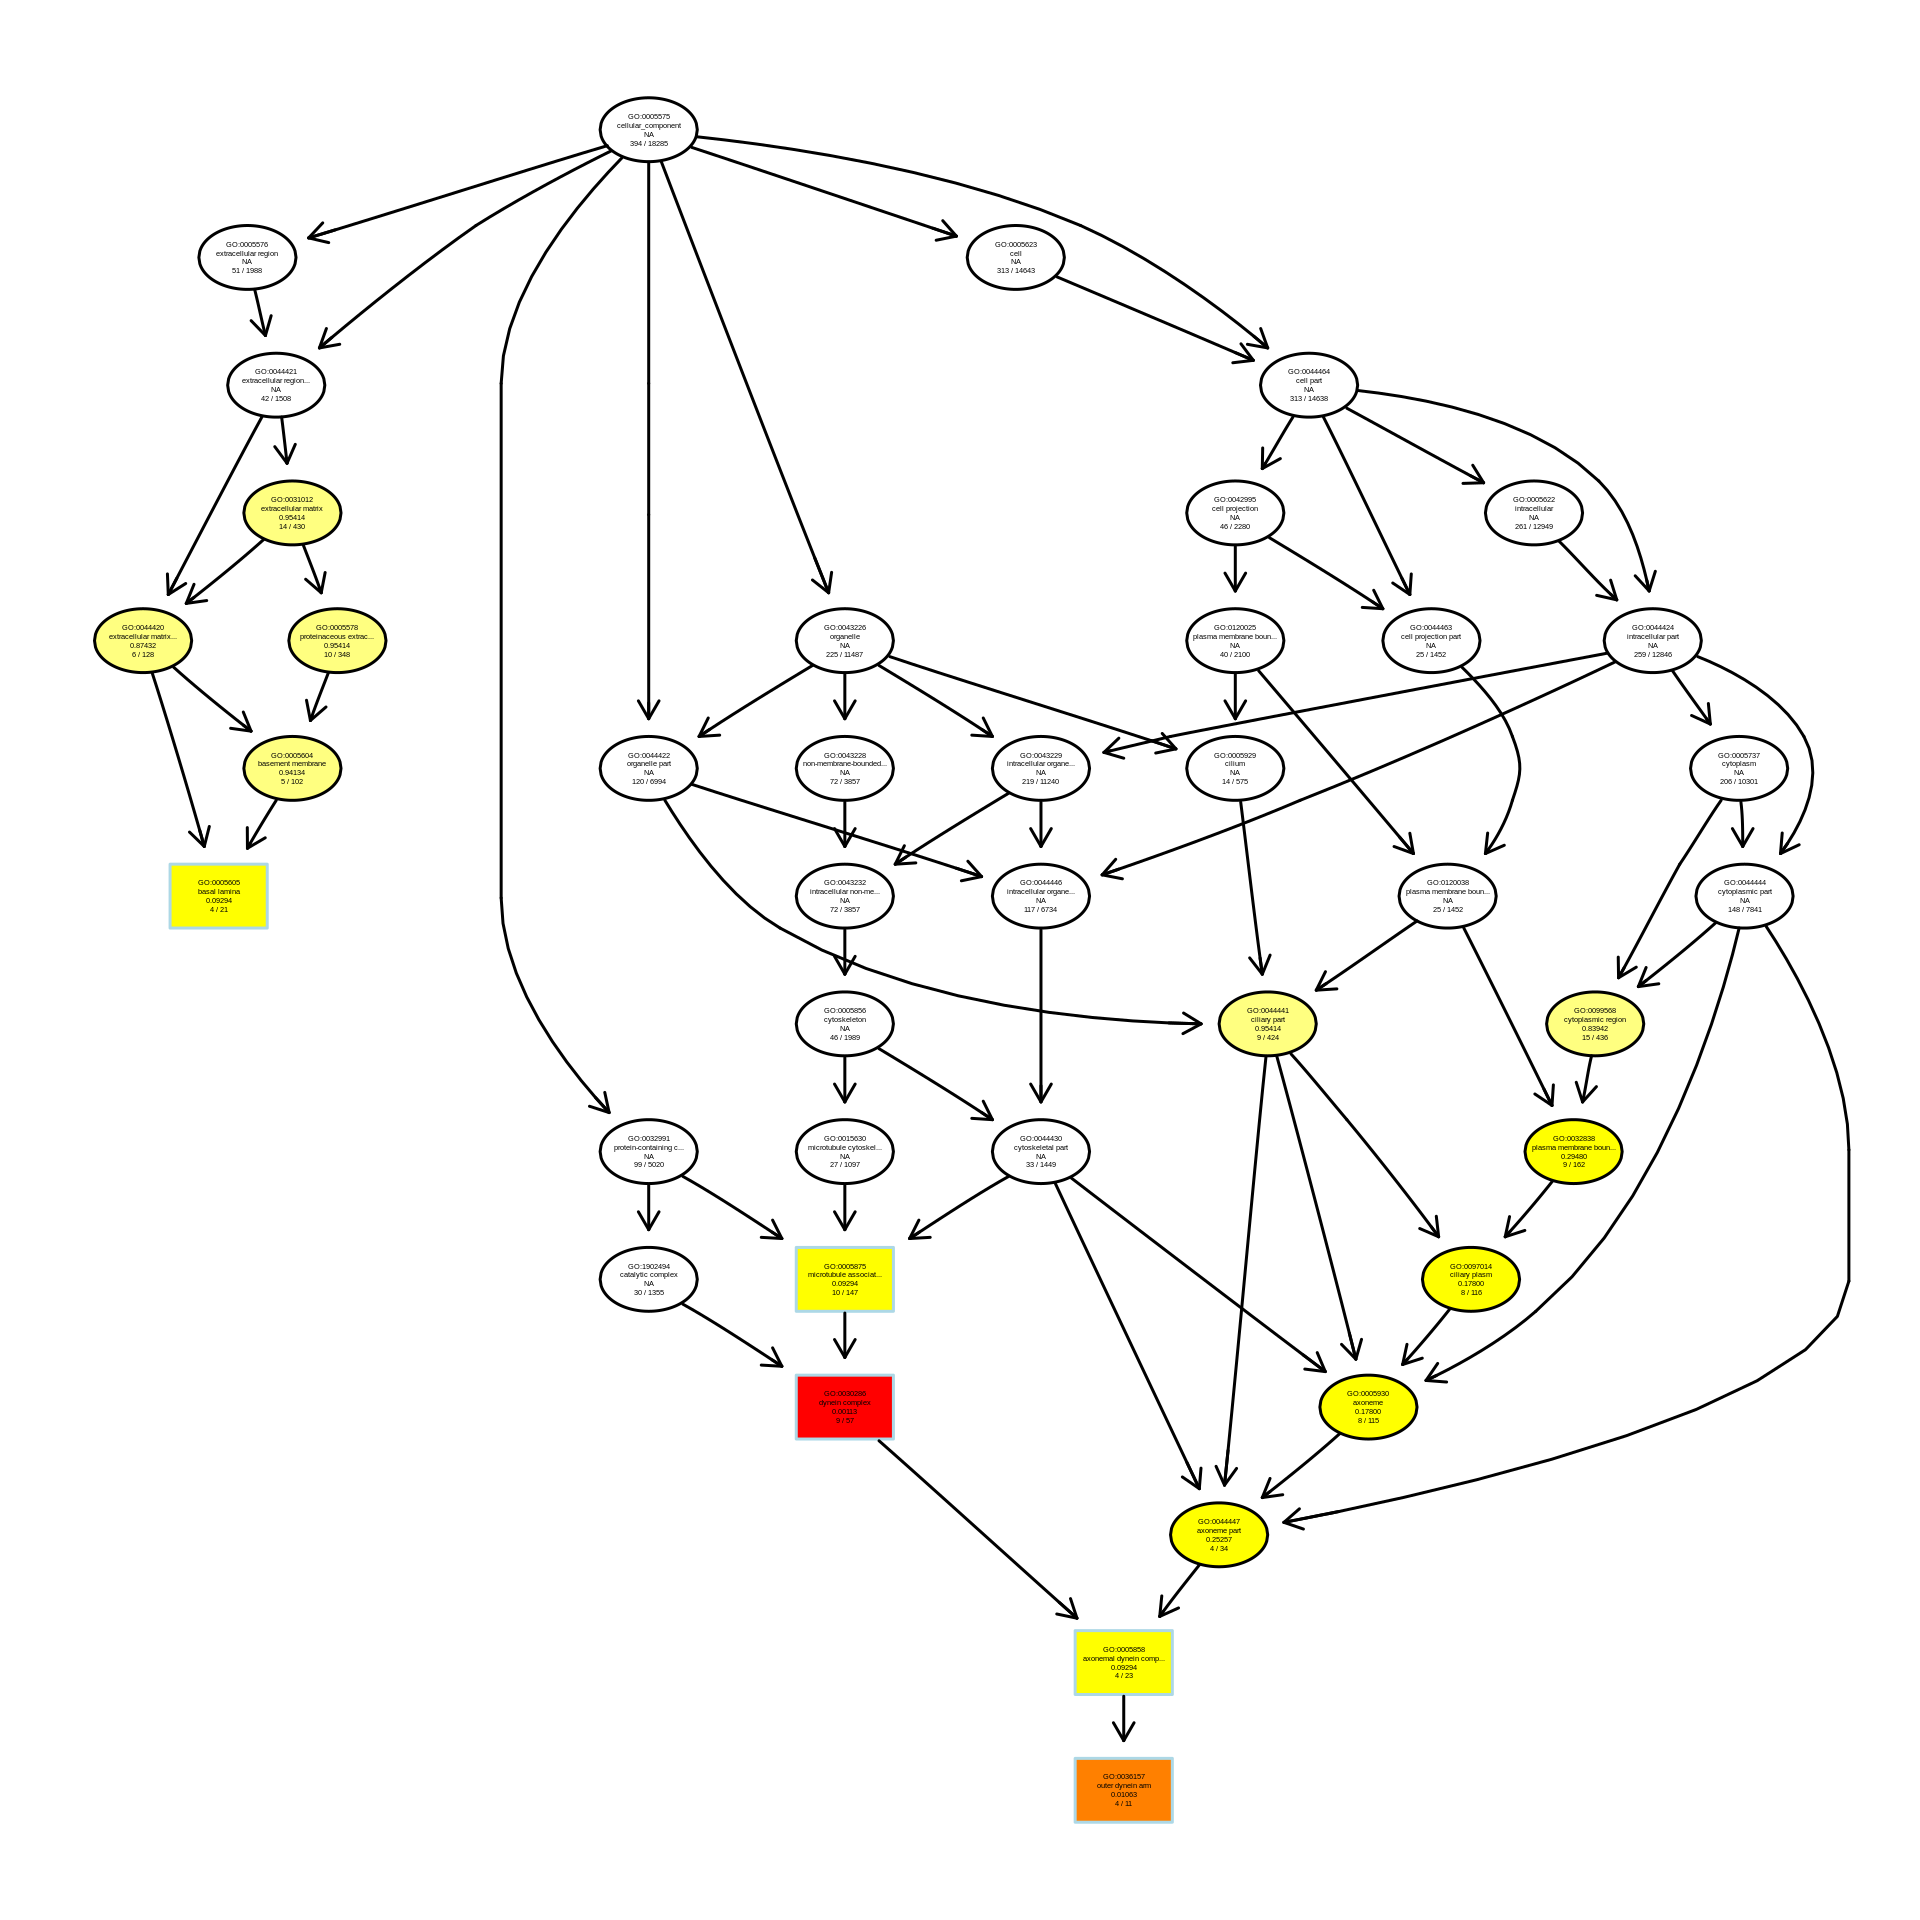 GO:0005575
cellular_component
NA
394 / 18285
GO:0005576
extracellular region
NA
51 / 1988
GO:0005623
cell
NA
313 / 14643
GO:0044421
extracellular region...
NA
42 / 1508
GO:0044464
cell part
NA
313 / 14638
GO:0031012
extracellular matrix
0.95414
14 / 430
GO:0042995
cell projection
NA
46 / 2280
GO:0005622
intracellular
NA
261 / 12949
GO:0044420
extracellular matrix...
0.87432
6 / 128
GO:0005578
proteinaceous extrac...
0.95414
10 / 348
GO:0043226
organelle
NA
225 / 11487
GO:0120025
plasma membrane boun...
NA
40 / 2100
GO:0044463
cell projection part
NA
25 / 1452
GO:0044424
intracellular part
NA
259 / 12846
GO:0005604
basement membrane
0.94134
5 / 102
GO:0044422
organelle part
NA
120 / 6994
GO:0043228
non-membrane-bounded...
NA
72 / 3857
GO:0043229
intracellular organe...
NA
219 / 11240
GO:0005929
cilium
NA
14 / 575
GO:0005737
cytoplasm
NA
206 / 10301
GO:0005605
basal lamina
0.09294
4 / 21
GO:0043232
intracellular non-me...
NA
72 / 3857
GO:0044446
intracellular organe...
NA
117 / 6734
GO:0120038
plasma membrane boun...
NA
25 / 1452
GO:0044444
cytoplasmic part
NA
148 / 7841
GO:0005856
cytoskeleton
NA
46 / 1989
GO:0044441
ciliary part
0.95414
9 / 424
GO:0099568
cytoplasmic region
0.83942
15 / 436
GO:0032991
protein-containing c...
NA
99 / 5020
GO:0015630
microtubule cytoskel...
NA
27 / 1097
GO:0044430
cytoskeletal part
NA
33 / 1449
GO:0032838
plasma membrane boun...
0.29480
9 / 162
GO:1902494
catalytic complex
NA
30 / 1355
GO:0005875
microtubule associat...
0.09294
10 / 147
GO:0097014
ciliary plasm
0.17800
8 / 116
GO:0030286
dynein complex
0.00113
9 / 57
GO:0005930
axoneme
0.17800
8 / 115
GO:0044447
axoneme part
0.25257
4 / 34
GO:0005858
axonemal dynein comp...
0.09294
4 / 23
GO:0036157
outer dynein arm
0.01063
4 / 11